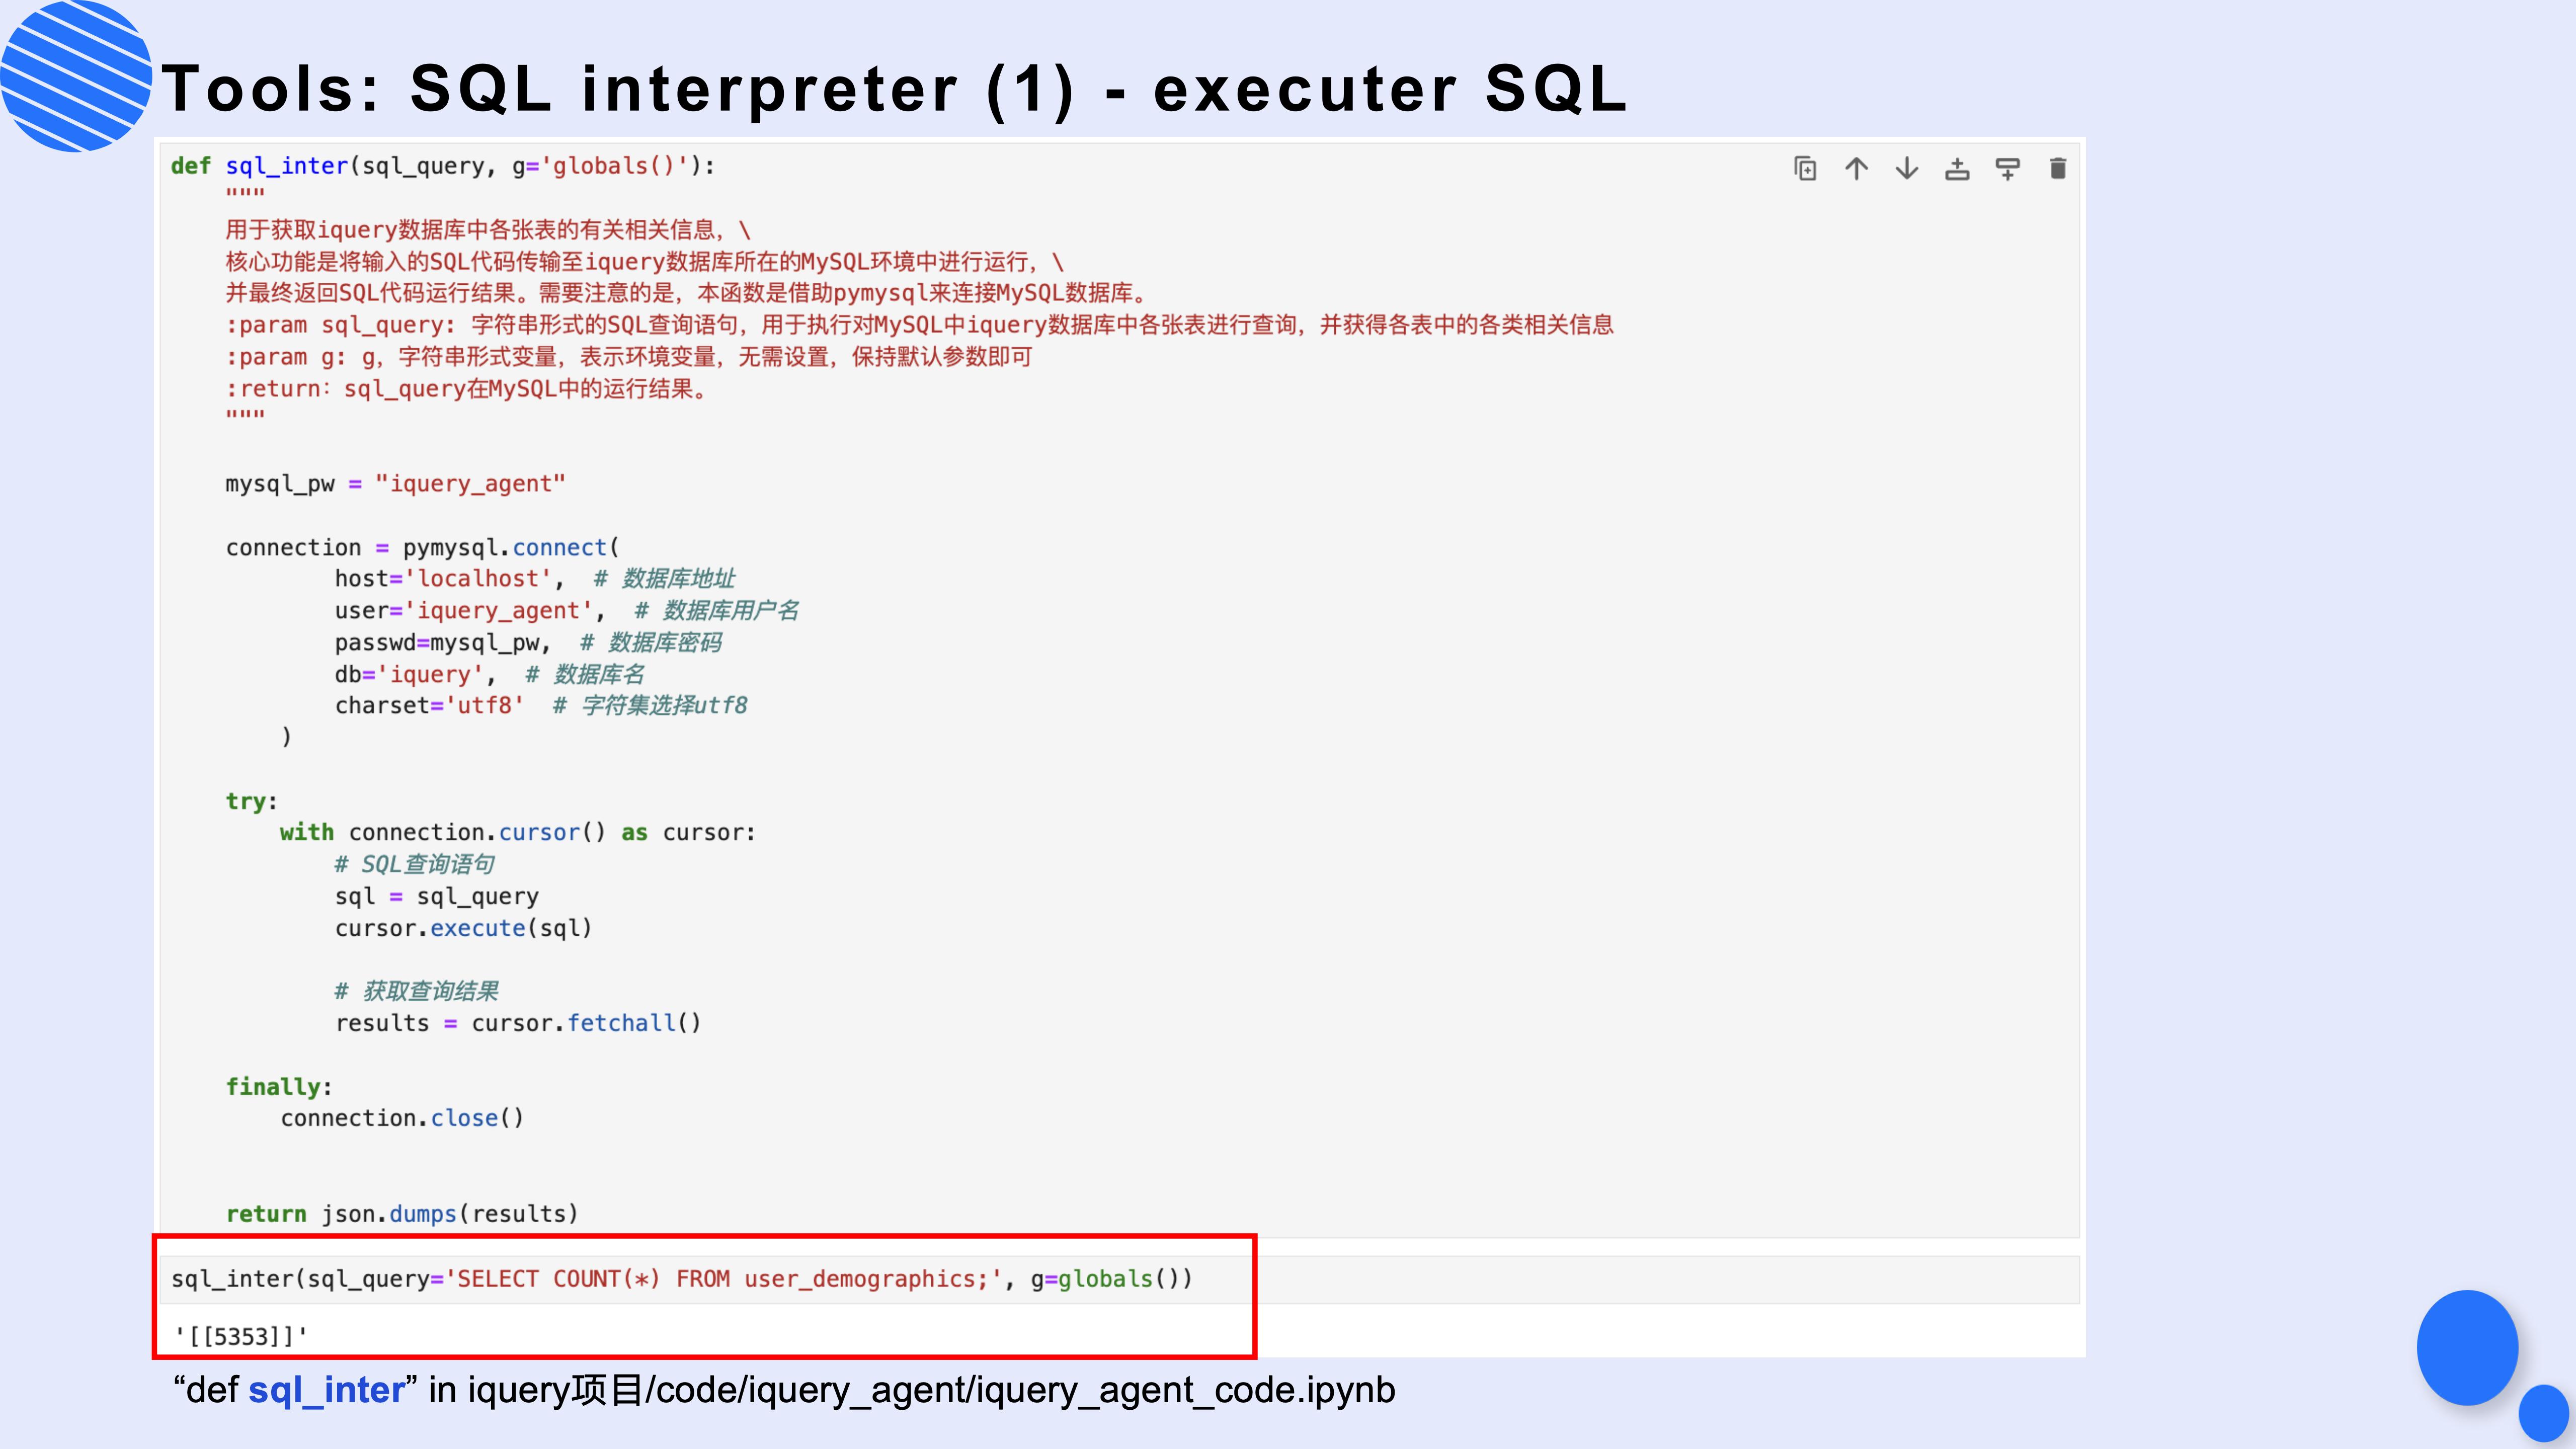 Tools: SQL interpreter (1) - executer SQL
def sql_inter(sql_query, g='globals()'):
"""
用于获取iquery数据库中各张表的有关相关信息，\
核心功能是将输入的SQL代码传输至iquery数据库所在的MySQL环境中进行运行，\
并最终返回SQL代码运行结果。需要注意的是，本函数是借助pymysql来连接MySQL数据库。
:param sql_query: 字符串形式的SQL查询语句，用于执行对MySQL中iquery数据库中各张表进行查询，并获得各表中的各类相关信息
:param g: g，字符串形式变量，表示环境变量，无需设置，保持默认参数即可
:return：sql_query在MySQL中的运行结果。
"""
mysql_pw = "iquery_agent"
connection = pymysql.connect(
host='localhost',  # 数据库地址
user='iquery_agent',  # 数据库用户名
passwd=mysql_pw,  # 数据库密码
db='iquery',  # 数据库名
charset='utf8'  # 字符集选择utf8
)
try:
with connection.cursor() as cursor:
# SQL查询语句
sql = sql_query
cursor.execute(sql)
# 获取查询结果
results = cursor.fetchall()
finally:
connection.close()
return json.dumps(results)
sql_inter(sql_query='SELECT COUNT(*) FROM user_demographics;', g=globals())
'[[5353]]'
“def sql_inter” in iquery项目/code/iquery_agent/iquery_agent_code.ipynb